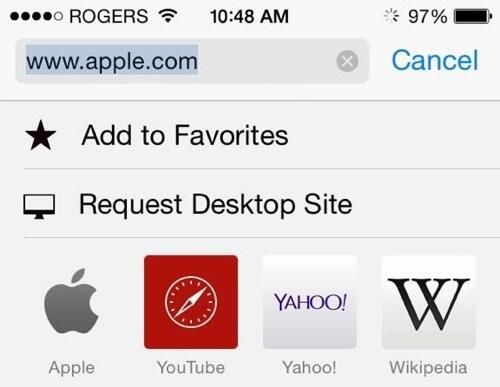 ROGERS 10:48 AM 97%
www.apple.com Cancel
Add to Favorites
Request Desktop Site
YAHOO! W
Apple YouTube Yahoo! Wikipedia